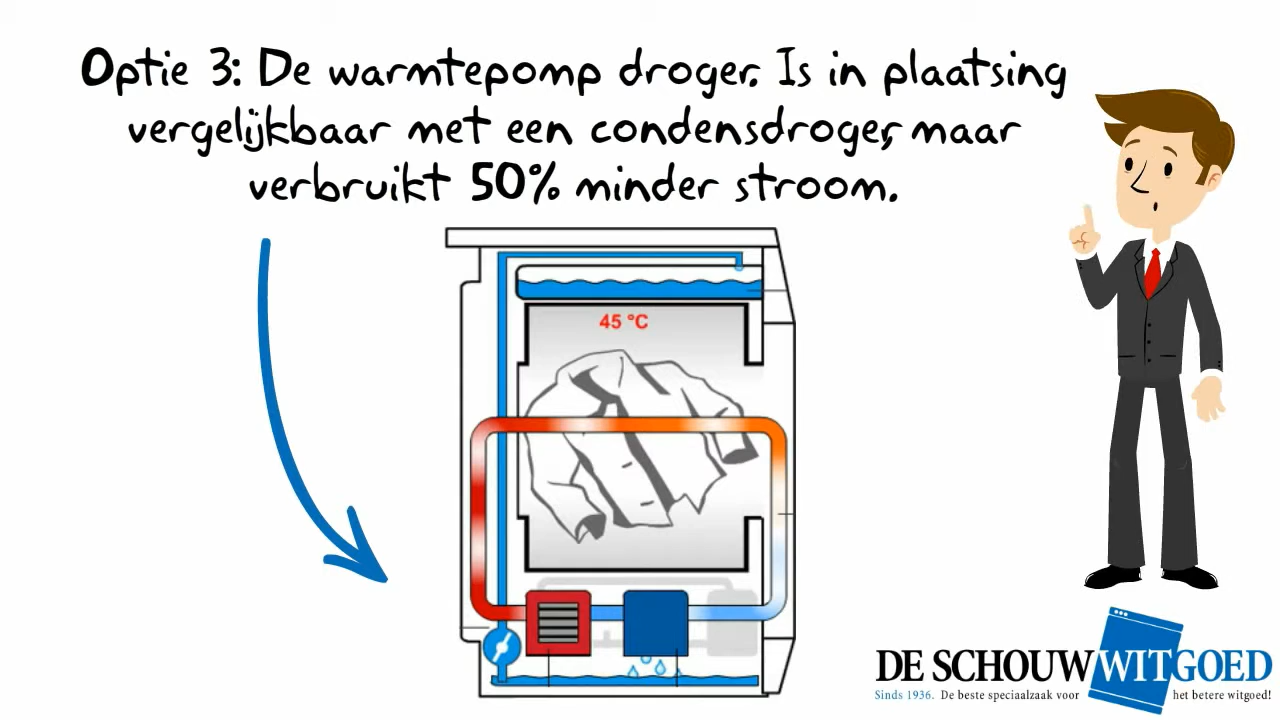 Optie 3: De warmtepomp droger. Is in plaatsing
vergelijkbaar met een condensdroger, maar
verbruikt 50% minder stroom.
45 °C
DE SCHOUW WITGOED
Sinds 1936. De beste speciaalzaak voor het betere witgoed!